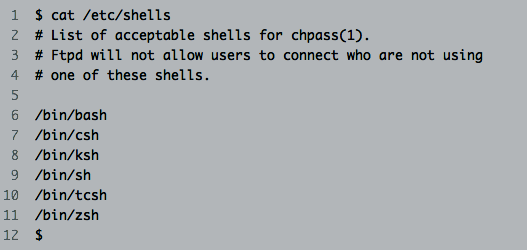 1 $ cat /etc/shells
2 # List of acceptable shells for chpass(1).
3 # Ftpd will not allow users to connect who are not using
4 # one of these shells.
5
6 /bin/bash
7 /bin/csh
8 /bin/ksh
9 /bin/sh
10 /bin/tcsh
11 /bin/zsh
12 $